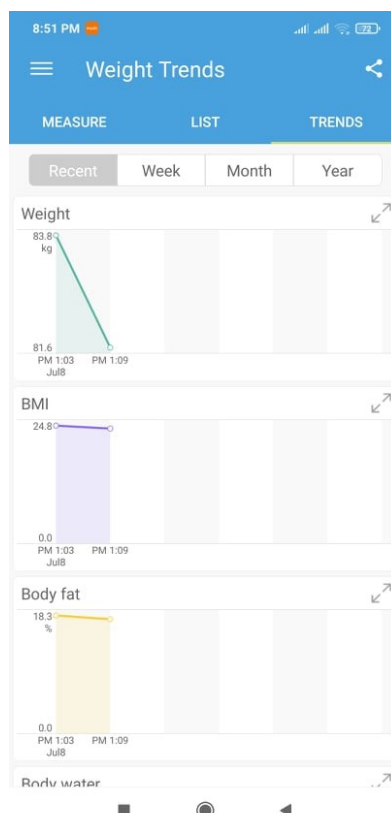 8:51 PM 72
Weight Trends
MEASURE LIST TRENDS
Recent Week Month Year
Weight
83.8
kg
81.6
PM 1:03 PM 1:09
Jul8
BMI
24.8
0.0
PM 1:03 PM 1:09
Jul8
Body fat
18.3
%
0.0
PM 1:03 PM 1:09
Jul8
Body water